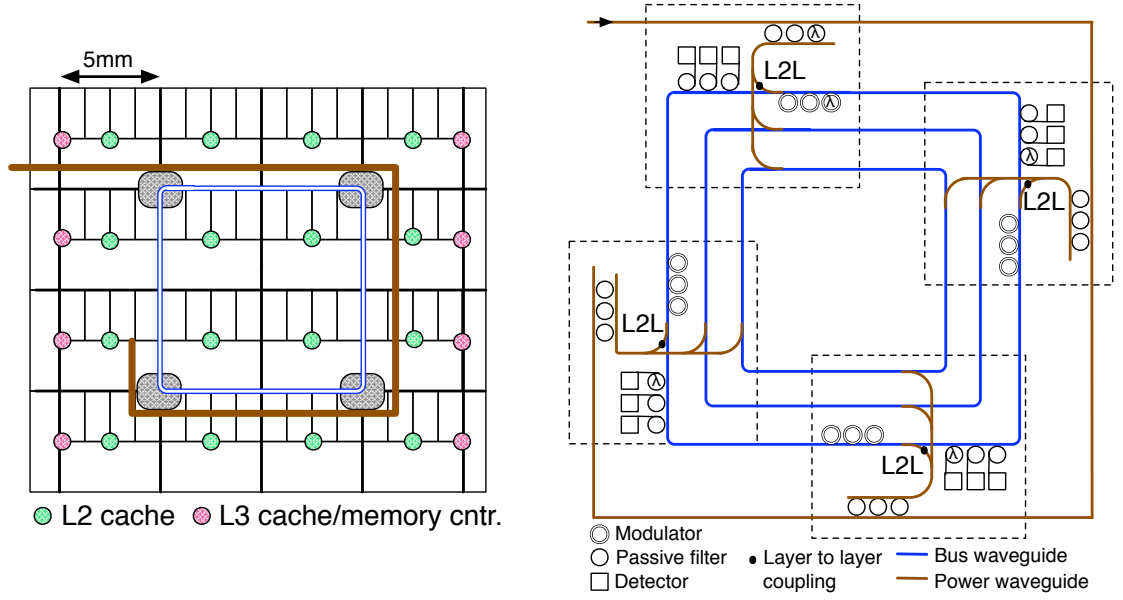 5mm
L2 cache
L3 cache/memory cntr.
λ
L2L
λ
λ
L2L
L2L
λ
L2L
λ
Modulator
Passive filter
Detector
Layer to layer
coupling
Bus waveguide
Power waveguide